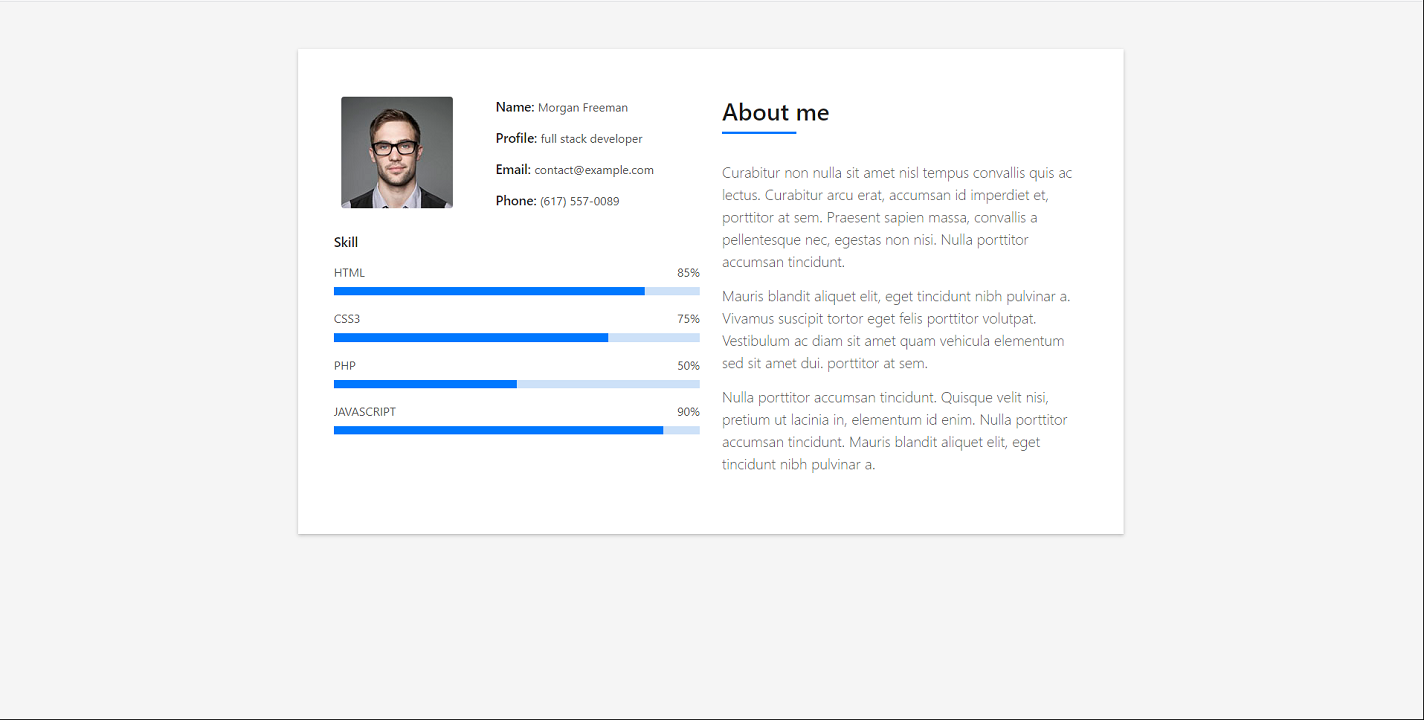 Name: Morgan Freeman
Profile: full stack developer
Email: contact@example.com
Phone: (617) 557-0089
Skill
HTML 85%
CSS3 75%
PHP 50%
JAVASCRIPT 90%
About me
Curabitur non nulla sit amet nisl tempus convallis quis ac
lectus. Curabitur arcu erat, accumsan id imperdiet et,
porttitor at sem. Praesent sapien massa, convallis a
pellentesque nec, egestas non nisi. Nulla porttitor
accumsan tincidunt.
Mauris blandit aliquet elit, eget tincidunt nibh pulvinar a.
Vivamus suscipit tortor eget felis porttitor volutpat.
Vestibulum ac diam sit amet quam vehicula elementum
sed sit amet dui. porttitor at sem.
Nulla porttitor accumsan tincidunt. Quisque velit nisi,
pretium ut lacinia in, elementum id enim. Nulla porttitor
accumsan tincidunt. Mauris blandit aliquet elit, eget
tincidunt nibh pulvinar a.